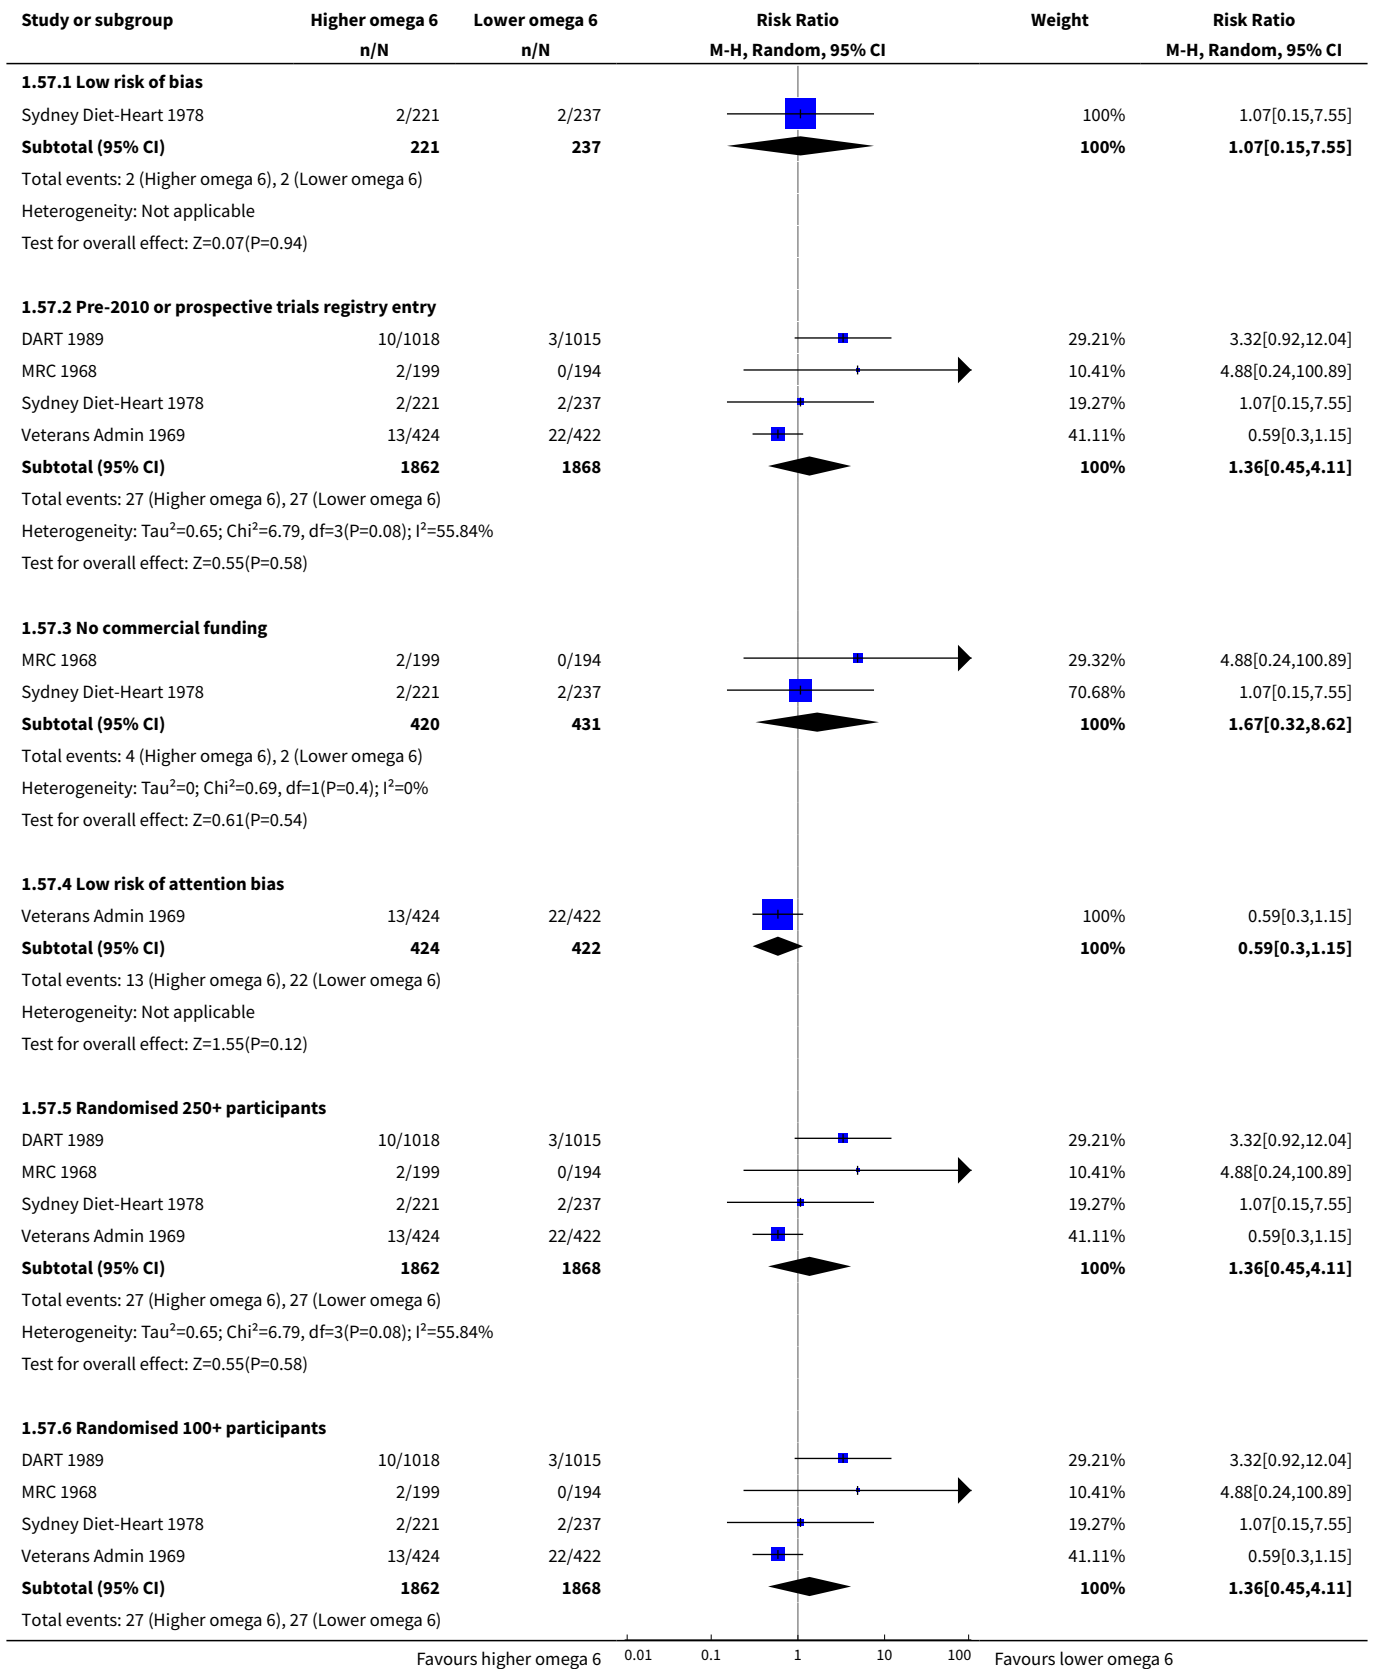 Study or subgroup Higher omega 6 Lower omega 6 Risk Ratio Weight Risk Ratio
n/N n/N M-H, Random, 95% CI M-H, Random, 95% CI
1.57.1 Low risk of bias
Sydney Diet-Heart 1978 2/221 2/237 100% 1.07[0.15,7.55]
Subtotal (95% CI) 221 237 100% 1.07[0.15,7.55]
Total events: 2 (Higher omega 6), 2 (Lower omega 6)
Heterogeneity: Not applicable
Test for overall effect: Z=0.07(P=0.94)
1.57.2 Pre-2010 or prospective trials registry entry
DART 1989 10/1018 3/1015 29.21% 3.32[0.92,12.04]
MRC 1968 2/199 0/194 10.41% 4.88[0.24,100.89]
Sydney Diet-Heart 1978 2/221 2/237 19.27% 1.07[0.15,7.55]
Veterans Admin 1969 13/424 22/422 41.11% 0.59[0.3,1.15]
Subtotal (95% CI) 1862 1868 100% 1.36[0.45,4.11]
Total events: 27 (Higher omega 6), 27 (Lower omega 6)
Heterogeneity: Tau²=0.65; Chi²=6.79, df=3(P=0.08); I²=55.84%
Test for overall effect: Z=0.55(P=0.58)
1.57.3 No commercial funding
MRC 1968 2/199 0/194 29.32% 4.88[0.24,100.89]
Sydney Diet-Heart 1978 2/221 2/237 70.68% 1.07[0.15,7.55]
Subtotal (95% CI) 420 431 100% 1.67[0.32,8.62]
Total events: 4 (Higher omega 6), 2 (Lower omega 6)
Heterogeneity: Tau²=0; Chi²=0.69, df=1(P=0.4); I²=0%
Test for overall effect: Z=0.61(P=0.54)
1.57.4 Low risk of attention bias
Veterans Admin 1969 13/424 22/422 100% 0.59[0.3,1.15]
Subtotal (95% CI) 424 422 100% 0.59[0.3,1.15]
Total events: 13 (Higher omega 6), 22 (Lower omega 6)
Heterogeneity: Not applicable
Test for overall effect: Z=1.55(P=0.12)
1.57.5 Randomised 250+ participants
DART 1989 10/1018 3/1015 29.21% 3.32[0.92,12.04]
MRC 1968 2/199 0/194 10.41% 4.88[0.24,100.89]
Sydney Diet-Heart 1978 2/221 2/237 19.27% 1.07[0.15,7.55]
Veterans Admin 1969 13/424 22/422 41.11% 0.59[0.3,1.15]
Subtotal (95% CI) 1862 1868 100% 1.36[0.45,4.11]
Total events: 27 (Higher omega 6), 27 (Lower omega 6)
Heterogeneity: Tau²=0.65; Chi²=6.79, df=3(P=0.08); I²=55.84%
Test for overall effect: Z=0.55(P=0.58)
1.57.6 Randomised 100+ participants
DART 1989 10/1018 3/1015 29.21% 3.32[0.92,12.04]
MRC 1968 2/199 0/194 10.41% 4.88[0.24,100.89]
Sydney Diet-Heart 1978 2/221 2/237 19.27% 1.07[0.15,7.55]
Veterans Admin 1969 13/424 22/422 41.11% 0.59[0.3,1.15]
Subtotal (95% CI) 1862 1868 100% 1.36[0.45,4.11]
Total events: 27 (Higher omega 6), 27 (Lower omega 6)
Favours higher omega 6 0.01 0.1 1 10 100 Favours lower omega 6